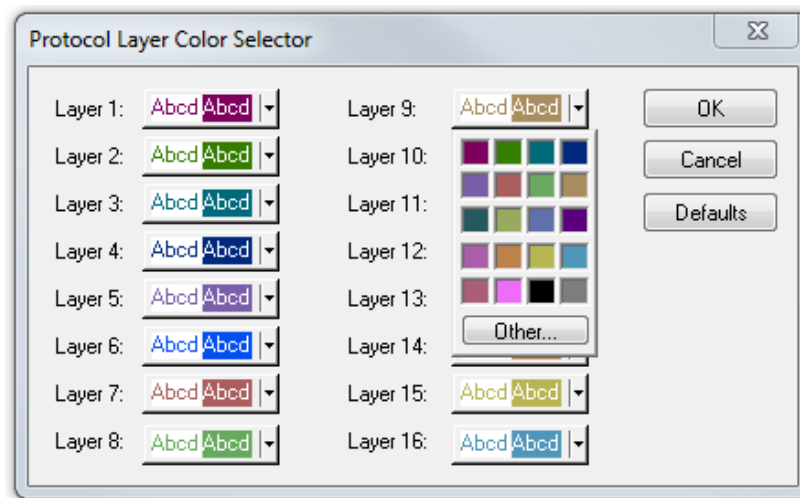 Protocol Layer Color Selector
Layer 1: Abcd Abcd Layer 9: Abcd Abcd OK
Layer 2: Abcd Abcd Layer 10: Cancel
Layer 3: Abcd Abcd Layer 11: Defaults
Layer 4: Abcd Abcd Layer 12:
Layer 5: Abcd Abcd Layer 13:
Layer 6: Abcd Abcd Layer 14: Other...
Layer 7: Abcd Abcd Layer 15: Abcd Abcd
Layer 8: Abcd Abcd Layer 16: Abcd Abcd